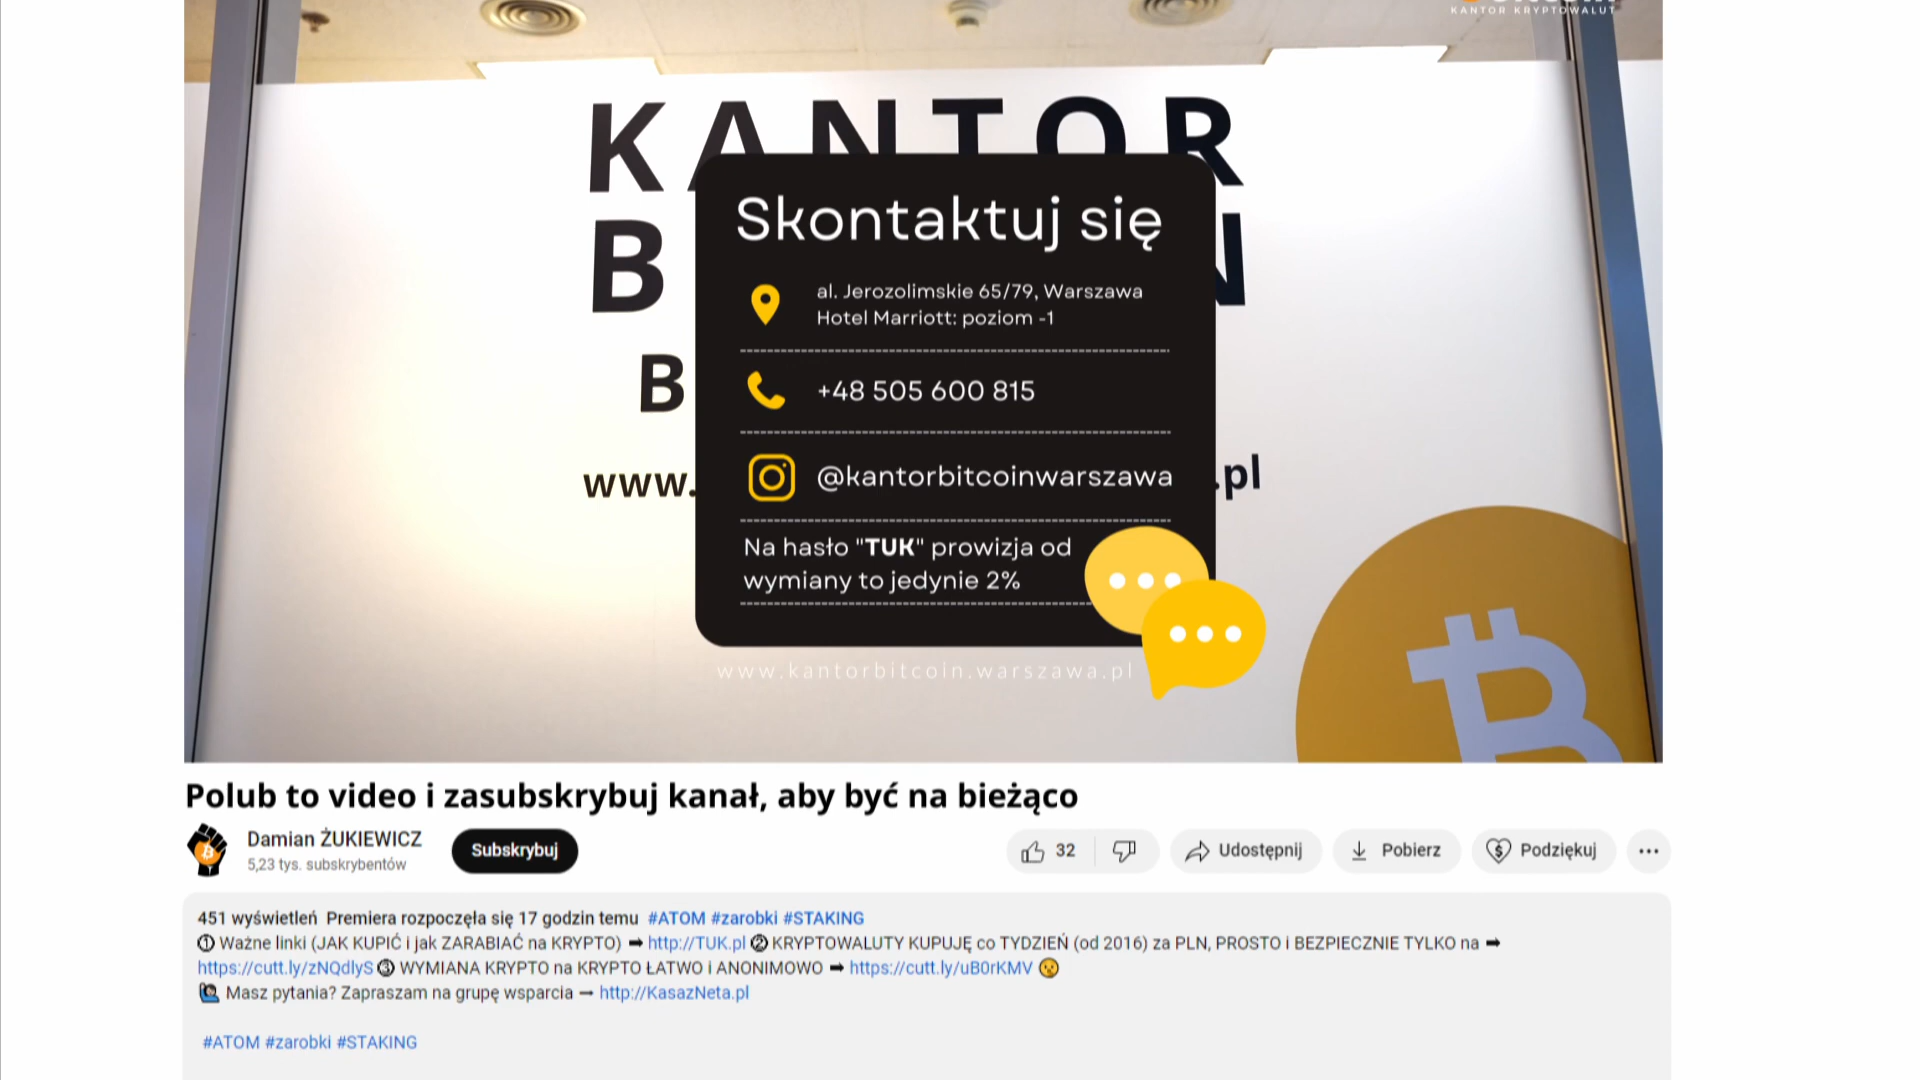 KANTOR KRYPTOWALUT
KANTOR
B N
B
www. .pl
Skontaktuj się
al. Jerozolimskie 65/79, Warszawa
Hotel Marriott: poziom -1
+48 505 600 815
@kantorbitcoinwarszawa
Na hasło "TUK" prowizja od
wymiany to jedynie 2%
www.kantorbitcoin.warszawa.pl
Polub to video i zasubskrybuj kanał, aby być na bieżąco
Damian ŻUKIEWICZ
5,23 tys. subskrybentów
Subskrybuj
32
Udostępnij
Pobierz
Podziękuj
451 wyświetleń Premiera rozpoczęła się 17 godzin temu #ATOM #zarobki #STAKING
① Ważne linki (JAK KUPIĆ i jak ZARABIAĆ na KRYPTO) ➡ http://TUK.pl ② KRYPTOWALUTY KUPUJĘ co TYDZIEŃ (od 2016) za PLN, PROSTO i BEZPIECZNIE TYLKO na ➡
https://cutt.ly/zNQdlyS ③ WYMIANA KRYPTO na KRYPTO ŁATWO i ANONIMOWO ➡ https://cutt.ly/uB0rKMV 🤫
🙋 Masz pytania? Zapraszam na grupę wsparcia → http://KasazNeta.pl
#ATOM #zarobki #STAKING